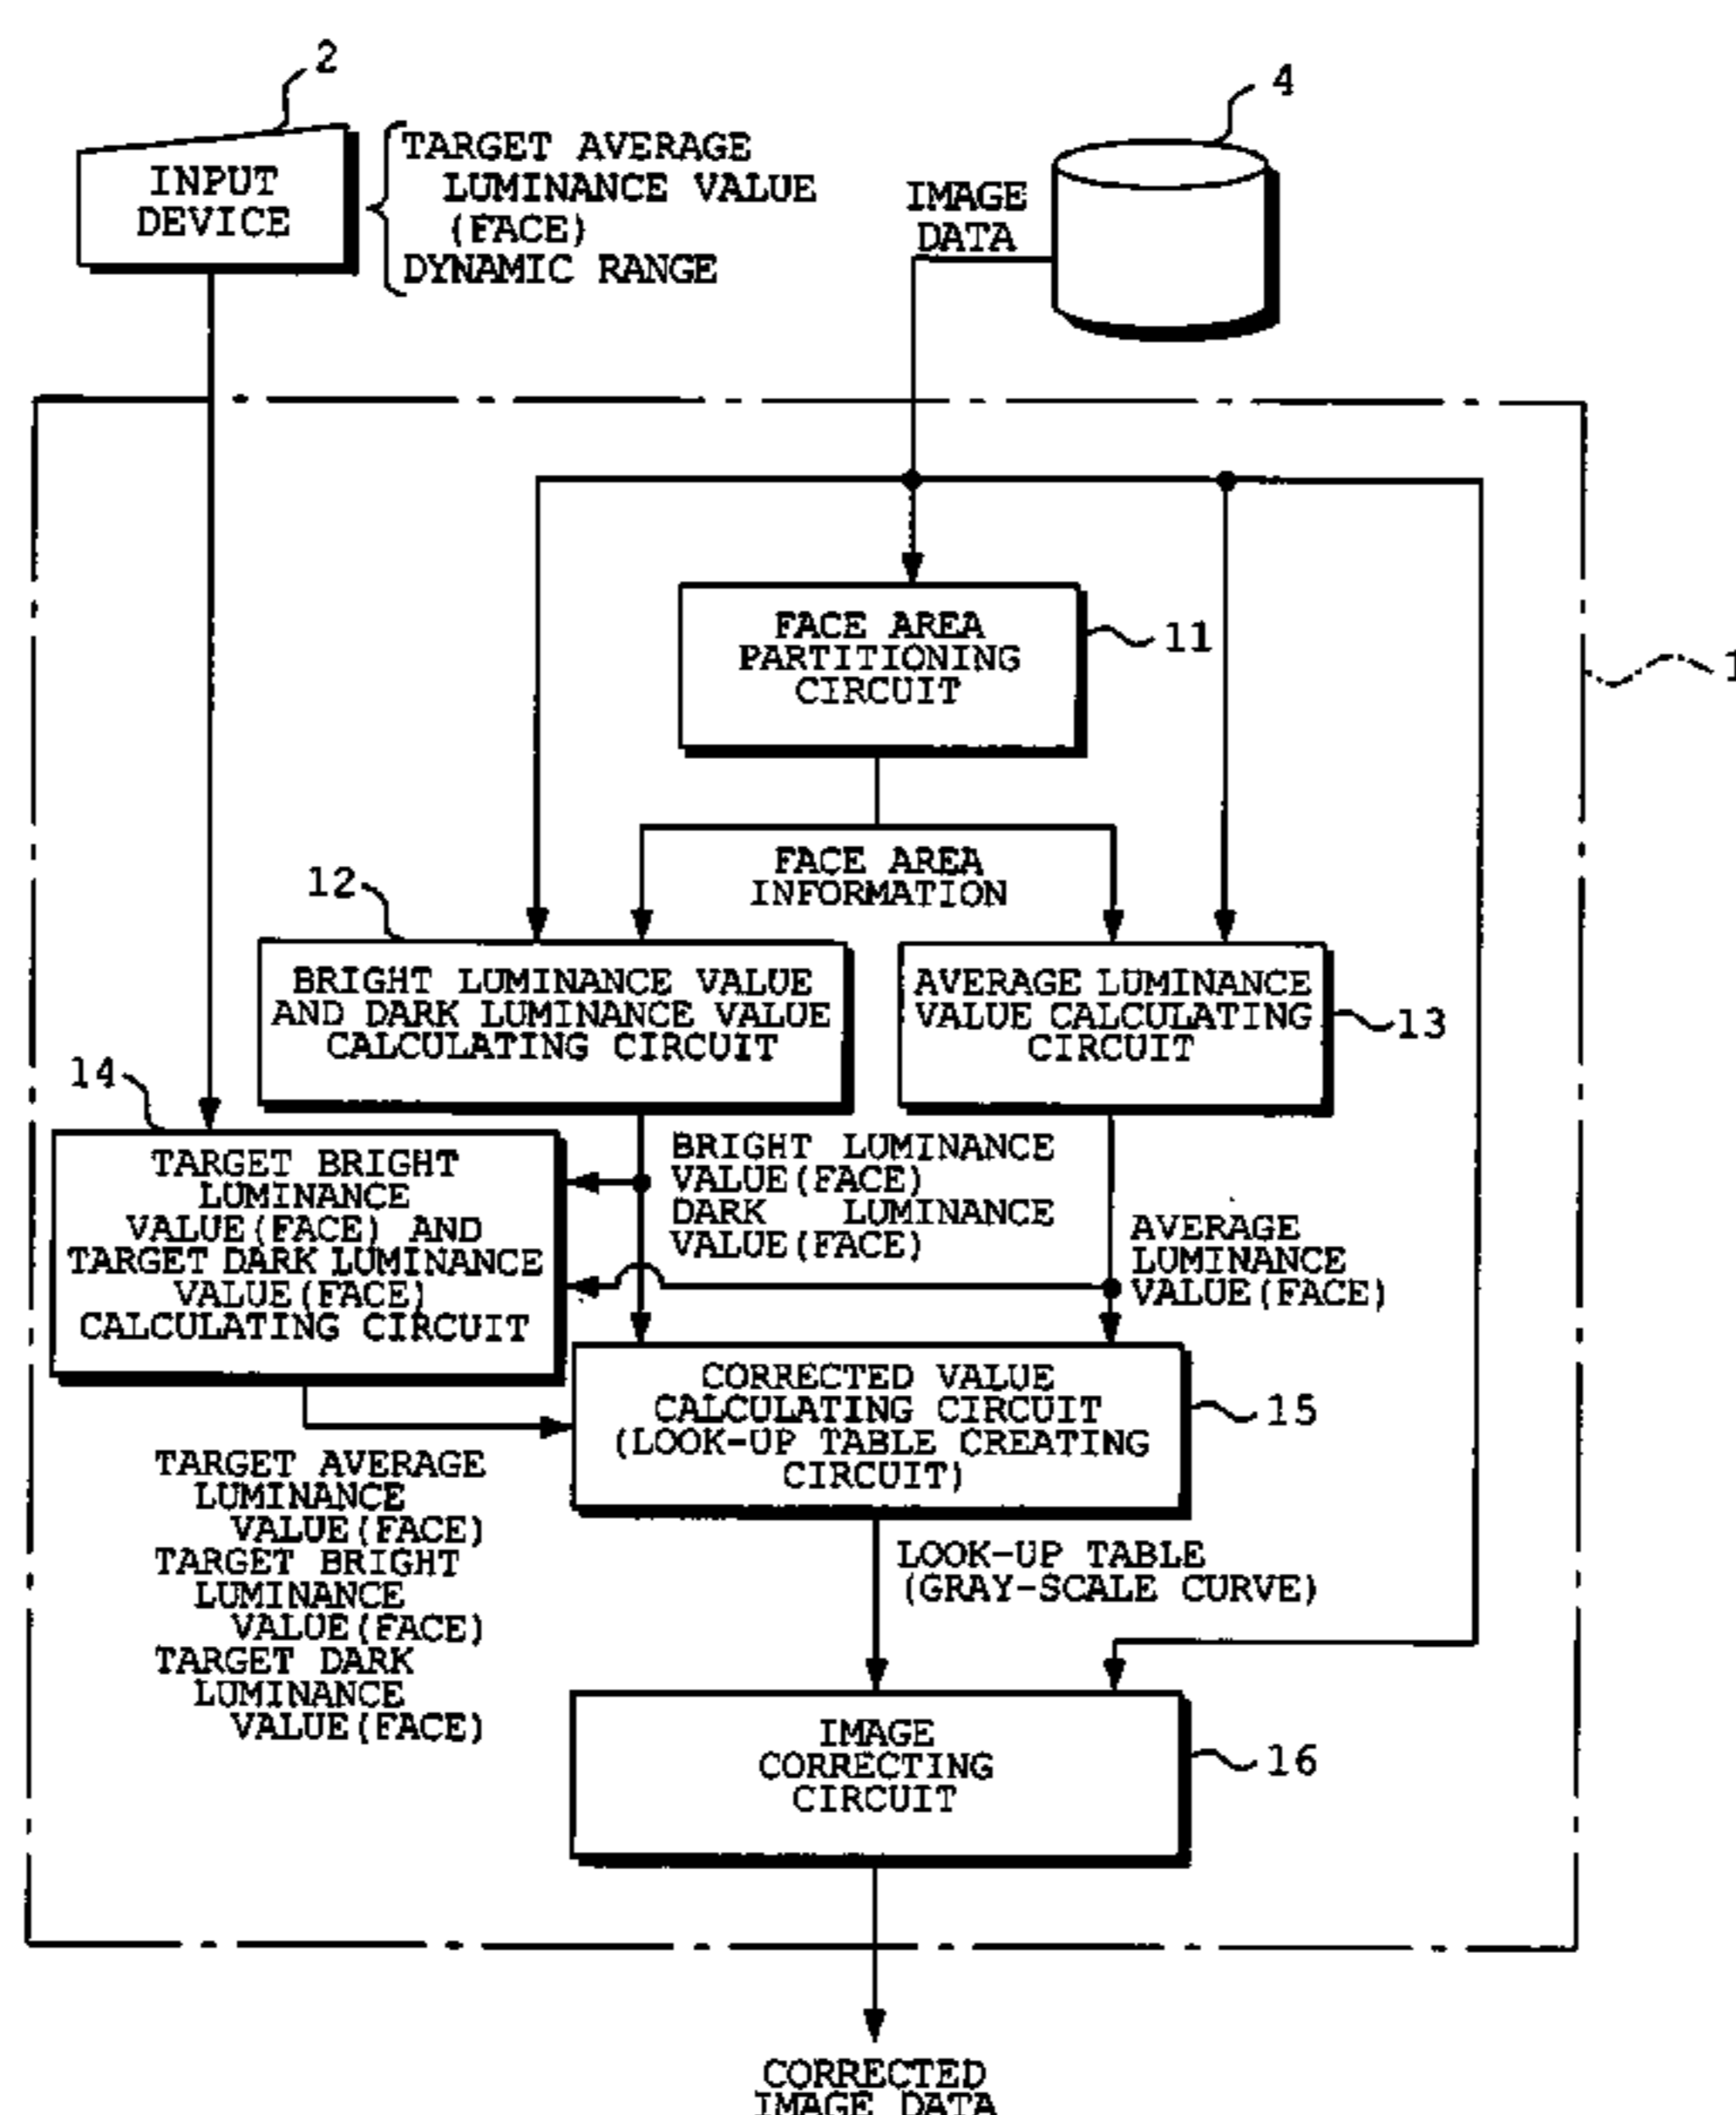 2
4
INPUT
DEVICE
TARGET AVERAGE
LUMINANCE VALUE
(FACE)
DYNAMIC RANGE
IMAGE
DATA
FACE AREA
PARTITIONING
CIRCUIT
11
1
FACE AREA
INFORMATION
12
BRIGHT LUMINANCE VALUE
AND DARK LUMINANCE VALUE
CALCULATING CIRCUIT
AVERAGE LUMINANCE
VALUE CALCULATING
CIRCUIT
13
14
TARGET BRIGHT
LUMINANCE
VALUE(FACE) AND
TARGET DARK LUMINANCE
VALUE(FACE)
CALCULATING CIRCUIT
BRIGHT LUMINANCE
VALUE(FACE)
DARK LUMINANCE
VALUE(FACE)
AVERAGE
LUMINANCE
VALUE(FACE)
CORRECTED VALUE
CALCULATING CIRCUIT
(LOOK-UP TABLE CREATING
CIRCUIT)
15
TARGET AVERAGE
LUMINANCE
VALUE(FACE)
TARGET BRIGHT
LUMINANCE
VALUE(FACE)
TARGET DARK
LUMINANCE
VALUE(FACE)
LOOK-UP TABLE
(GRAY-SCALE CURVE)
IMAGE
CORRECTING
CIRCUIT
16
CORRECTED
IMAGE DATA